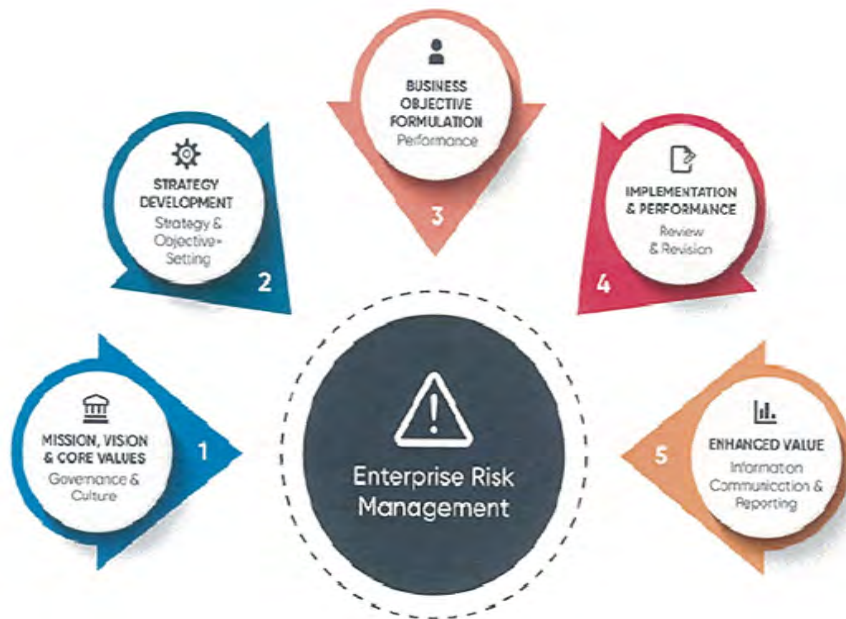 MISSION, VISION
& CORE VALUES
Governance &
Culture
1
STRATEGY
DEVELOPMENT
Strategy &
Objective-
Setting
2
BUSINESS
OBJECTIVE
FORMULATION
Performance
3
IMPLEMENTATION
& PERFORMANCE
Review
& Revision
4
ENHANCED VALUE
Information
Communication &
Reporting
5
Enterprise Risk
Management